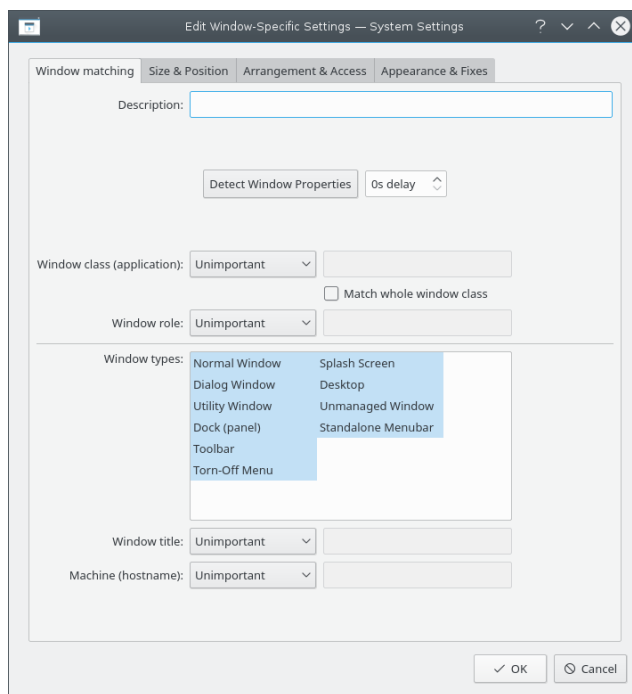 Edit Window-Specific Settings — System Settings
Window matching Size & Position Arrangement & Access Appearance & Fixes
Description:
Detect Window Properties 0s delay
Window class (application): Unimportant
Match whole window class
Window role: Unimportant
Window types: Normal Window Splash Screen
Dialog Window Desktop
Utility Window Unmanaged Window
Dock (panel) Standalone Menubar
Toolbar
Torn-Off Menu
Window title: Unimportant
Machine (hostname): Unimportant
OK Cancel